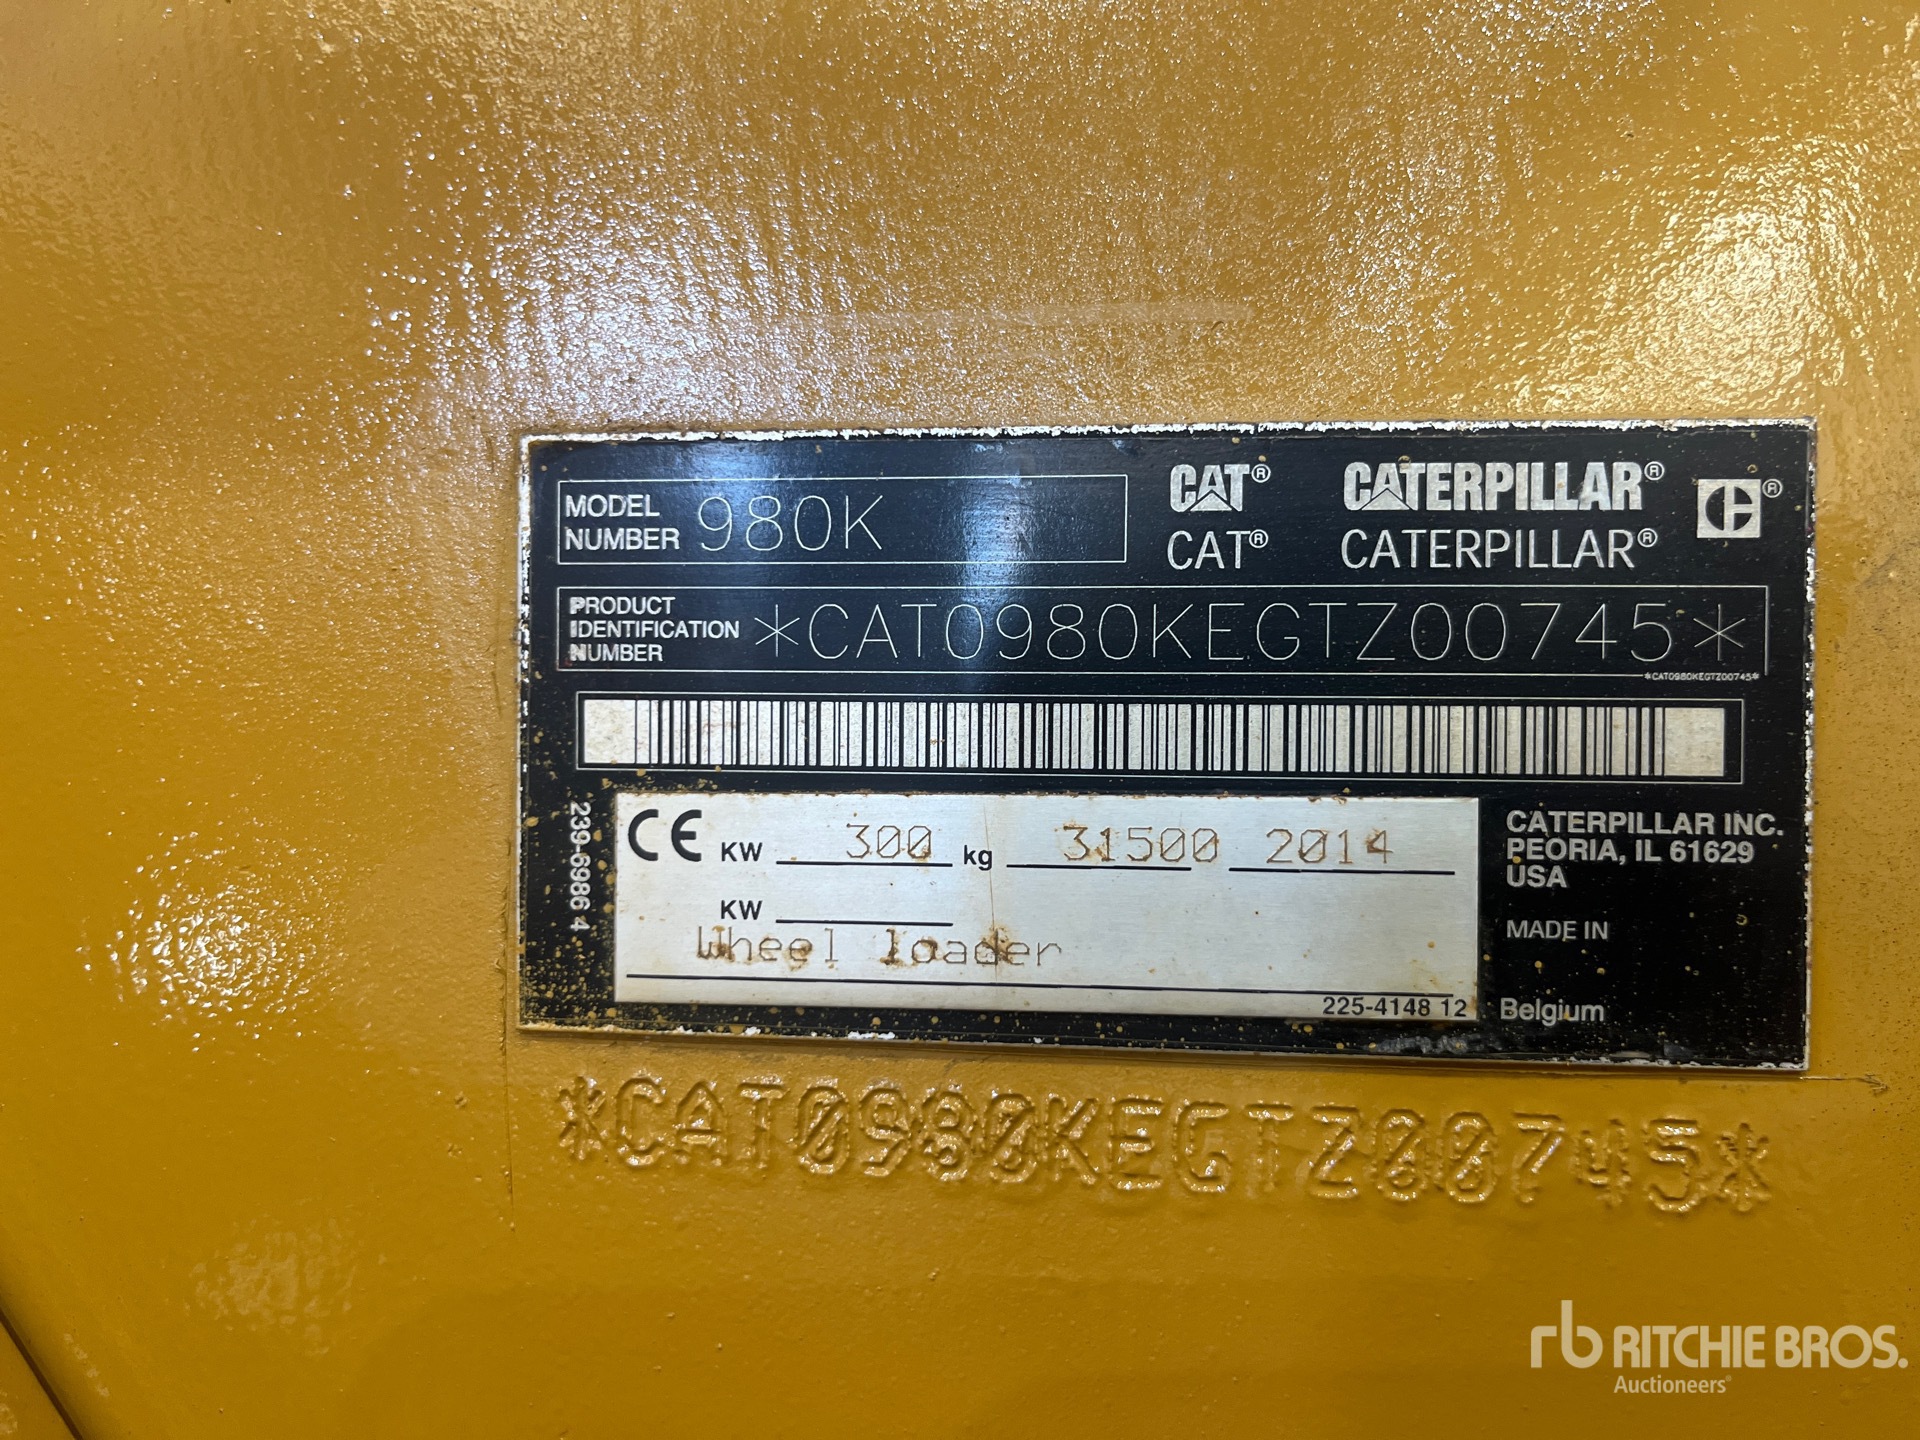 MODEL NUMBER 980K
CAT® CATERPILLAR®
CAT® CATERPILLAR®
PRODUCT IDENTIFICATION NUMBER *CAT0980KEGTZ00745*
*CAT0980KEGTZ00745*
239-6986 4
CE KW 300 kg 31500 2014
KW
Wheel loader
225-4148 12
CATERPILLAR INC.
PEORIA, IL 61629
USA
MADE IN
Belgium
*CAT0980KEGTZ00745*
rb RITCHIE BROS.
Auctioneers